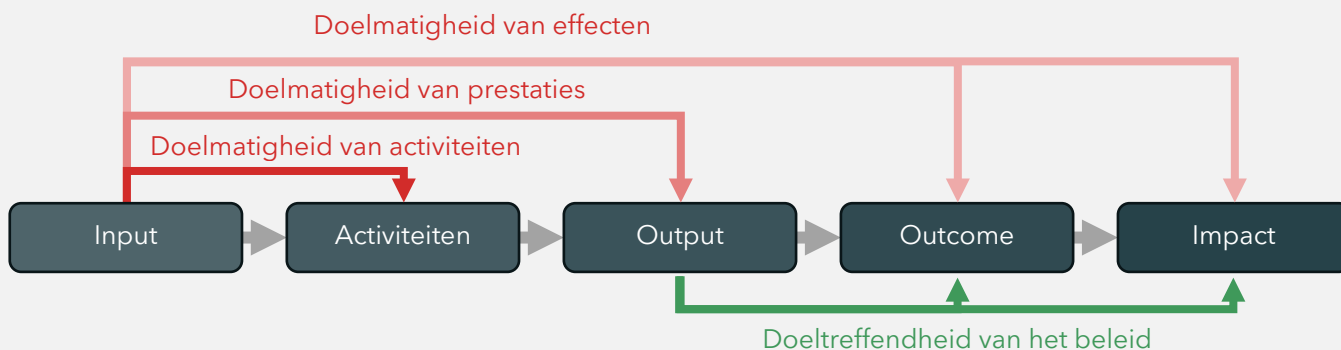 Doelmatigheid van effecten
Doelmatigheid van prestaties
Doelmatigheid van activiteiten
Input
Activiteiten
Output
Outcome
Impact
Doeltreffendheid van het beleid